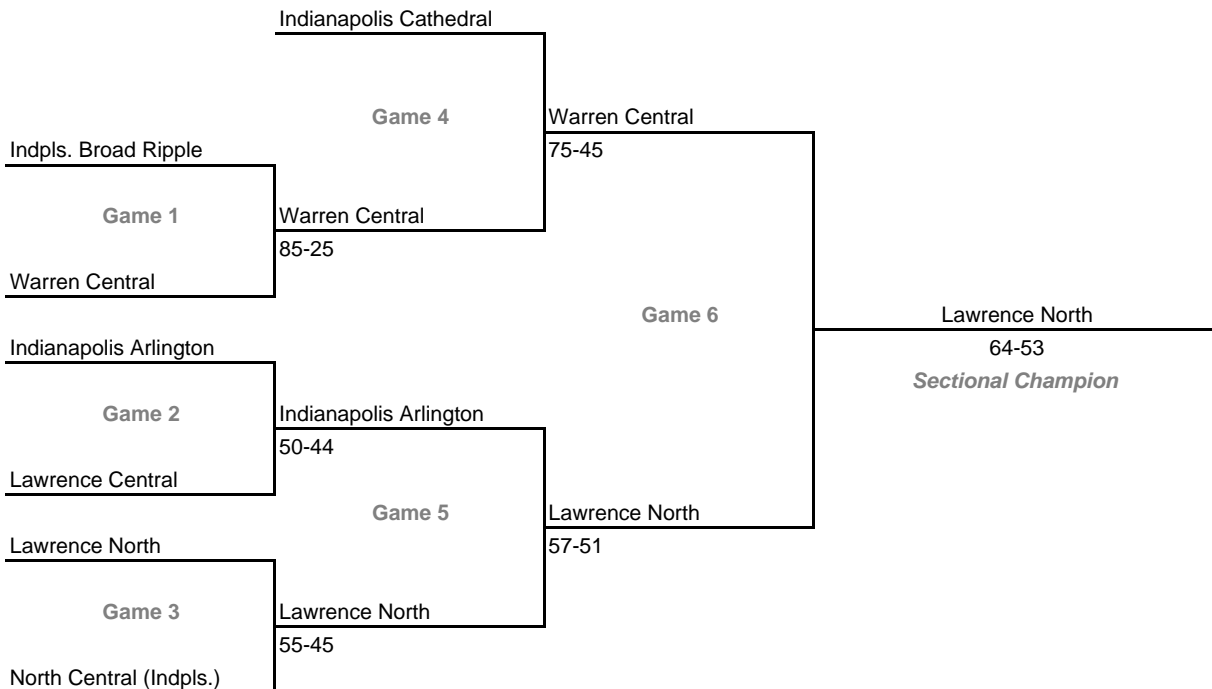 Indianapolis Cathedral
Game 4
Warren Central
Indpls. Broad Ripple
75-45
Game 1
Warren Central
85-25
Warren Central
Game 6
Lawrence North
Indianapolis Arlington
64-53
Sectional Champion
Game 2
Indianapolis Arlington
50-44
Lawrence Central
Game 5
Lawrence North
Lawrence North
57-51
Game 3
Lawrence North
55-45
North Central (Indpls.)